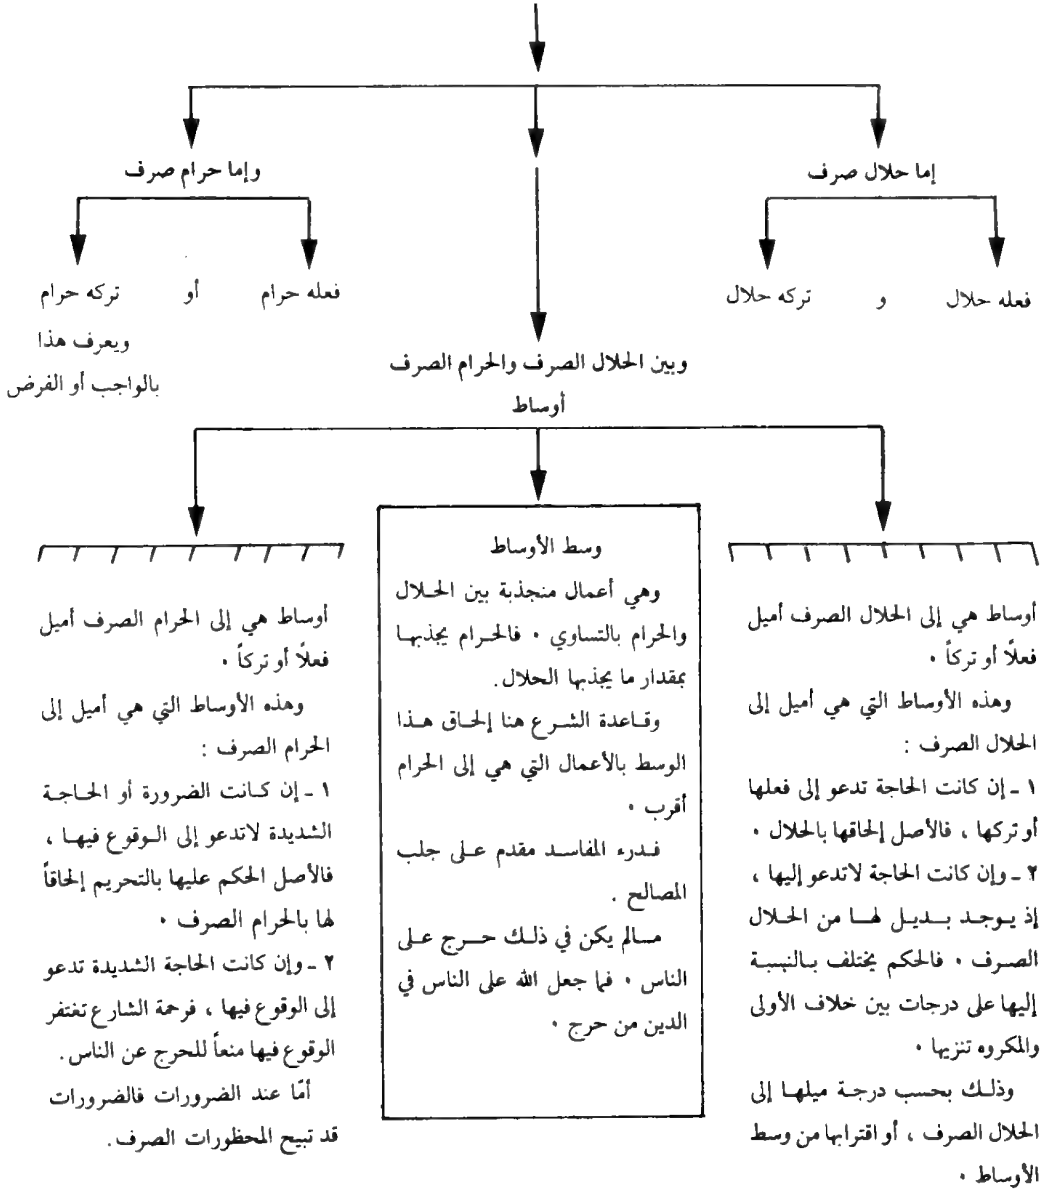 إما حلال صرف
وإما حرام صرف
فعله حلال و تركه حلال
فعله حرام أو تركه حرام
ويعرف هذا
بالواجب أو الفرض
وبين الحلال الصرف والحرام الصرف
أوساط
أوساط هي إلى الحلال الصرف أميل
فعلًا أو تركاً .
وهذه الأوساط التي هي أميل إلى
الحلال الصرف :
١ ـ إن كانت الحاجة تدعو إلى فعلها
أو تركها ، فالأصل إلحاقها بالحلال .
٢ ـ وإن كانت الحاجة لاتدعو إليها ،
إذ يوجد بديل لها من الحلال
الصرف . فالحكم يختلف بالنسبة
إليها على درجات بين خلاف الأولى
والمكروه تنزيها .
وذلك بحسب درجة ميلها إلى
الحلال الصرف ، أو اقترابها من وسط
الأوساط .
وسط الأوساط
وهي أعمال منجذبة بين الحلال
والحرام بالتساوي . فالحرام يجذبها
بمقدار ما يجذبها الحلال .
وقاعدة الشرع هنا إلحاق هذا
الوسط بالأعمال التي هي إلى الحرام
أقرب .
فدرء المفاسد مقدم على جلب
المصالح .
مالم يكن في ذلك حرج على
الناس . فما جعل الله على الناس في
الدين من حرج .
أوساط هي إلى الحرام الصرف أميل
فعلًا أو تركاً .
وهذه الأوساط التي هي أميل إلى
الحرام الصرف :
١ ـ إن كانت الضرورة أو الحاجة
الشديدة لاتدعو إلى الوقوع فيها ،
فالأصل الحكم عليها بالتحريم إلحاقاً
لها بالحرام الصرف .
٢ ـ وإن كانت الحاجة الشديدة تدعو
إلى الوقوع فيها ، فرحمة الشارع تغتفر
الوقوع فيها منعاً للحرج عن الناس .
أمّا عند الضرورات فالضرورات
قد تبيح المحظورات الصرف .